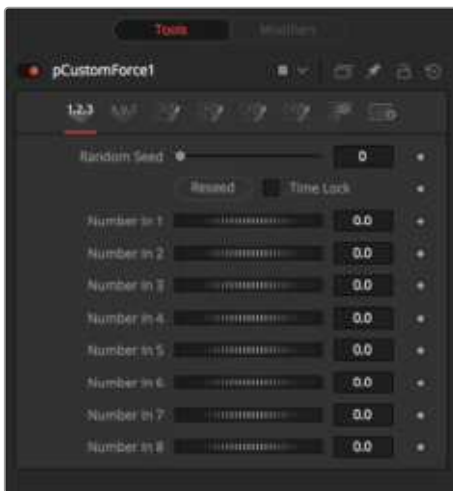 Tools Modifiers
pCustomForce1
1,2,3
Random Seed 0
Reseed Time Lock
Number In 1 0.0
Number In 2 0.0
Number In 3 0.0
Number In 4 0.0
Number In 5 0.0
Number In 6 0.0
Number In 7 0.0
Number In 8 0.0